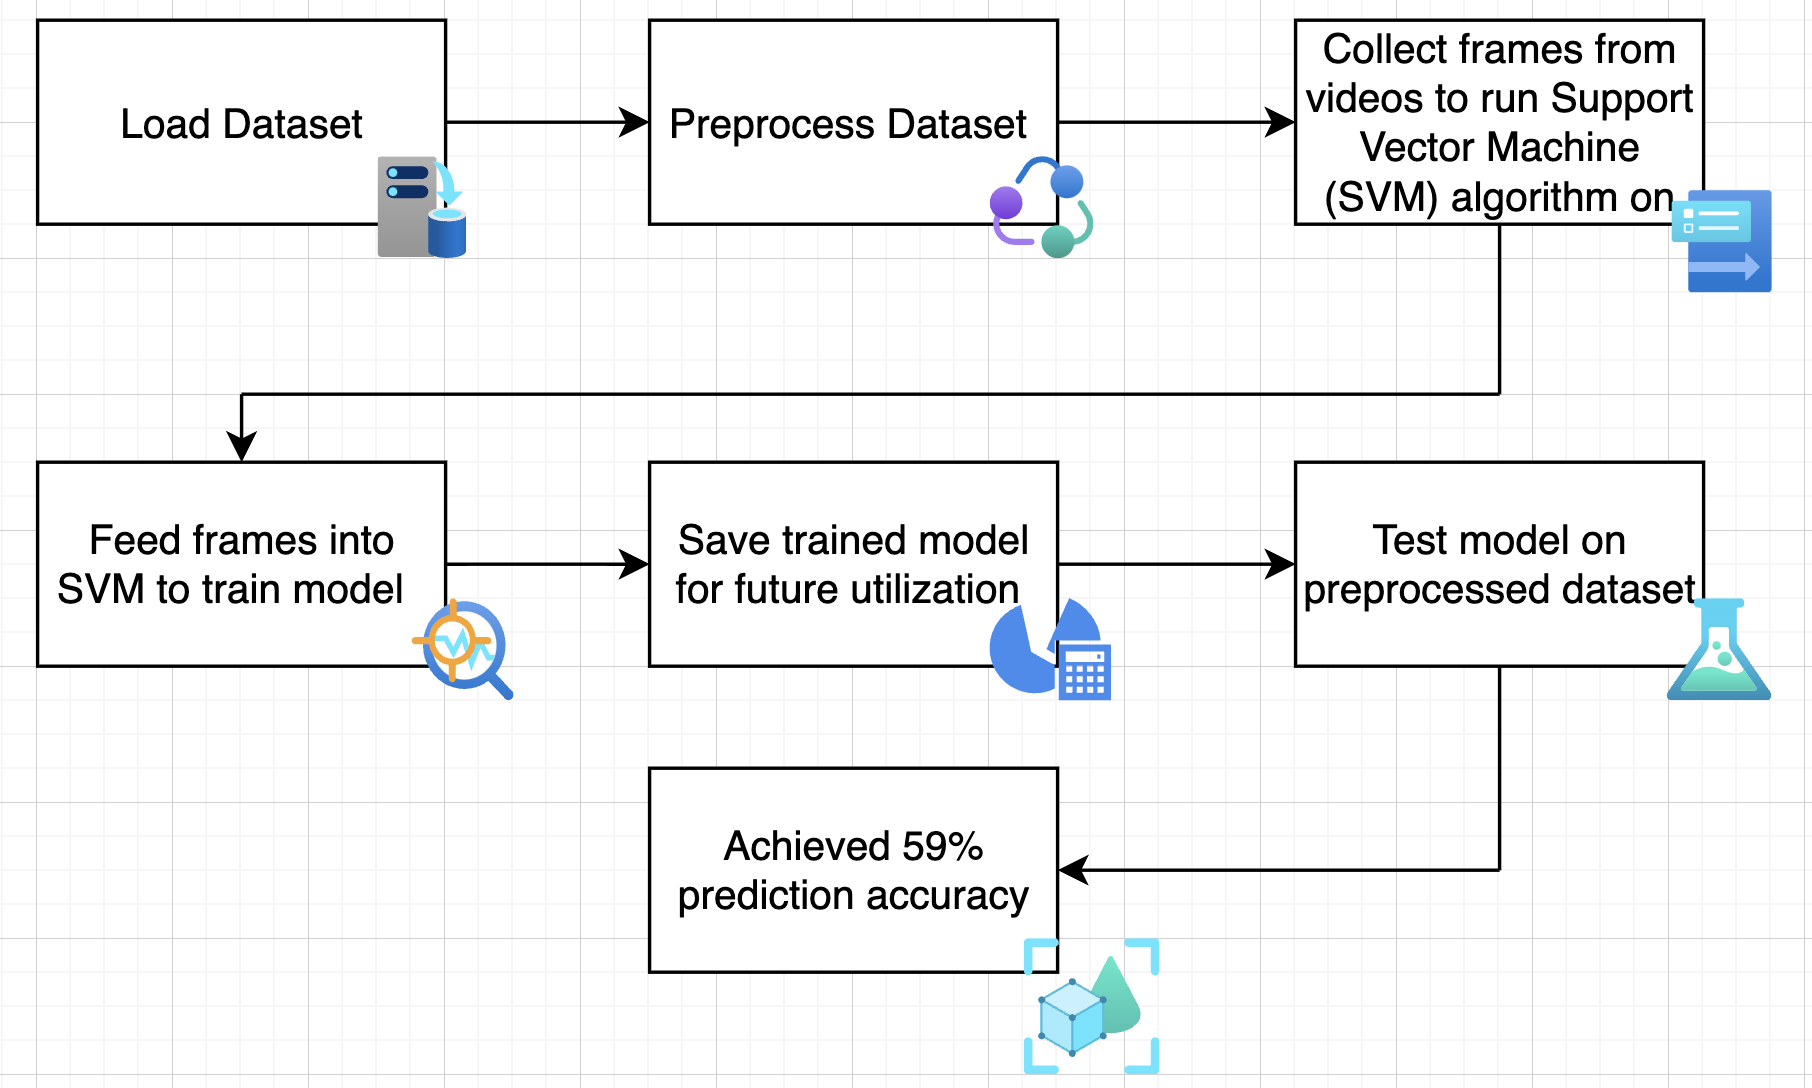 Load Dataset
Preprocess Dataset
Collect frames from
videos to run Support
Vector Machine
(SVM) algorithm on
Feed frames into
SVM to train model
Save trained model
for future utilization
Test model on
preprocessed dataset
Achieved 59%
prediction accuracy